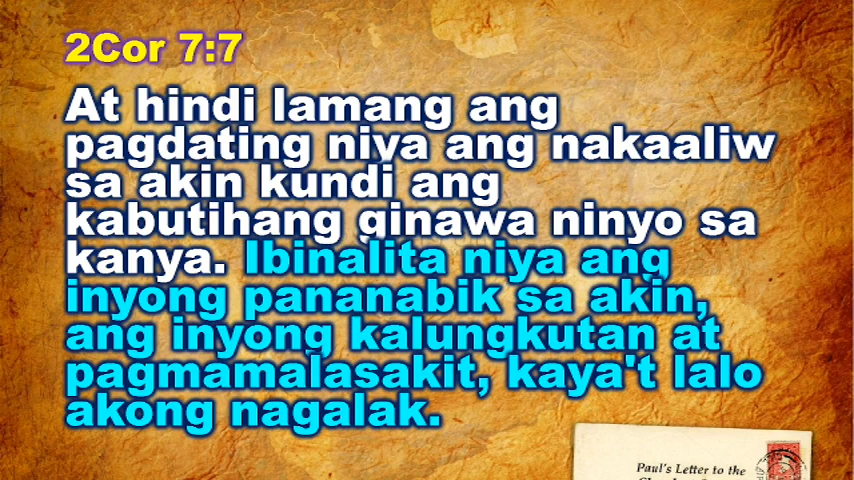 2Cor 7:7
At hindi lamang ang
pagdating niya ang nakaaliw
sa akin kundi ang
kabutihang ginawa ninyo sa
kanya. Ibinalita niya ang
inyong pananabik sa akin,
ang inyong kalungkutan at
pagmamalasakit, kaya't lalo
akong nagalak.
Paul's Letter to the